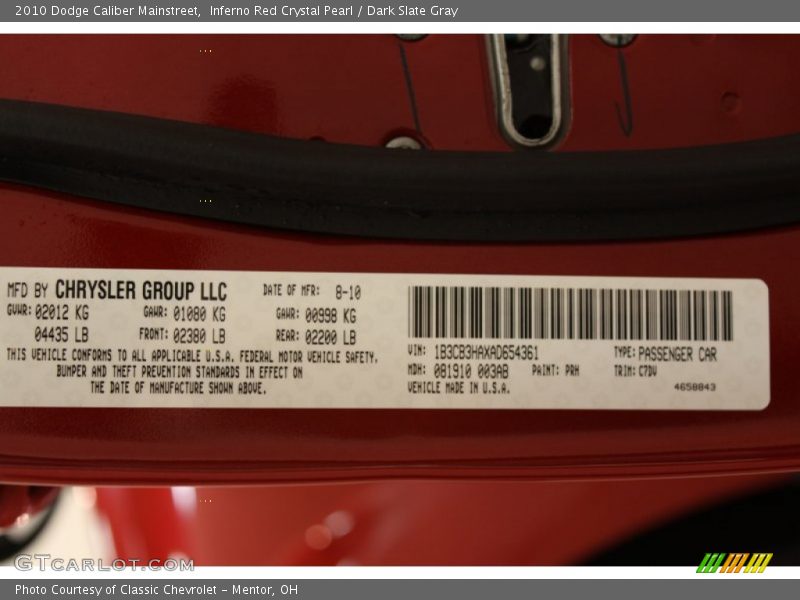 2010 Dodge Caliber Mainstreet,  Inferno Red Crystal Pearl / Dark Slate Gray
MFD BY CHRYSLER GROUP LLC DATE OF MFR: 8-10
GVWR: 02012 KG GAWR: 01080 KG GAWR: 00998 KG
04435 LB FRONT: 02380 LB REAR: 02200 LB
THIS VEHICLE CONFORMS TO ALL APPLICABLE U.S.A. FEDERAL MOTOR VEHICLE SAFETY,
BUMPER AND THEFT PREVENTION STANDARDS IN EFFECT ON
THE DATE OF MANUFACTURE SHOWN ABOVE.
VIN: 1B3CB3HAXAD654361 TYPE: PASSENGER CAR
MDH: 081910 003AB PAINT: PRH TRIM: C7DV
VEHICLE MADE IN U.S.A.
4658843
GTCARLOT.COM
Photo Courtesy of Classic Chevrolet - Mentor, OH